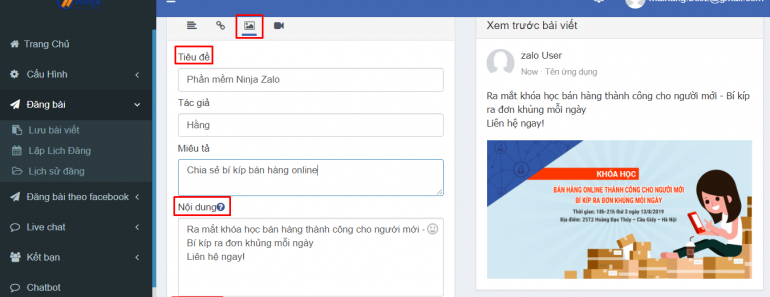 NINJA
Trang Chủ
Cấu Hình
Đăng bài
Lưu bài viết
Lập Lịch Đăng
Lịch sử đăng
Đăng bài theo facebook
Live chat
Kết bạn
Chatbot
Tiêu đề
Phần mềm Ninja Zalo
Tác giả
Hằng
Miêu tả
Chia sẻ bí kíp bán hàng online
Nội dung
Ra mắt khóa học bán hàng thành công cho người mới -
Bí kíp ra đơn khủng mỗi ngày
Liên hệ ngay!
Xem trước bài viết
zalo User
Now · Tên ứng dụng
Ra mắt khóa học bán hàng thành công cho người mới - Bí kíp
ra đơn khủng mỗi ngày
Liên hệ ngay!
KHÓA HỌC
BÁN HÀNG ONLINE THÀNH CÔNG CHO NGƯỜI MỚI
BÍ KÍP RA ĐƠN KHỦNG MỖI NGÀY
Thời gian: 18h-21h thứ 3 ngày 13/8/2019
Địa điểm: 2572 Hoàng Đạo Thúy – Cầu Giấy – Hà Nội